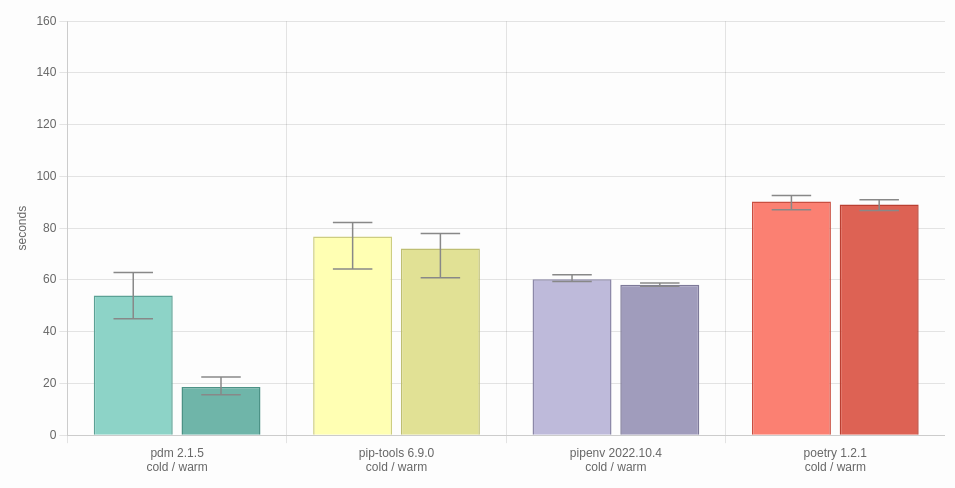 160
140
120
100
80
60
40
20
0
seconds
pdm 2.1.5
cold / warm
pip-tools 6.9.0
cold / warm
pipenv 2022.10.4
cold / warm
poetry 1.2.1
cold / warm